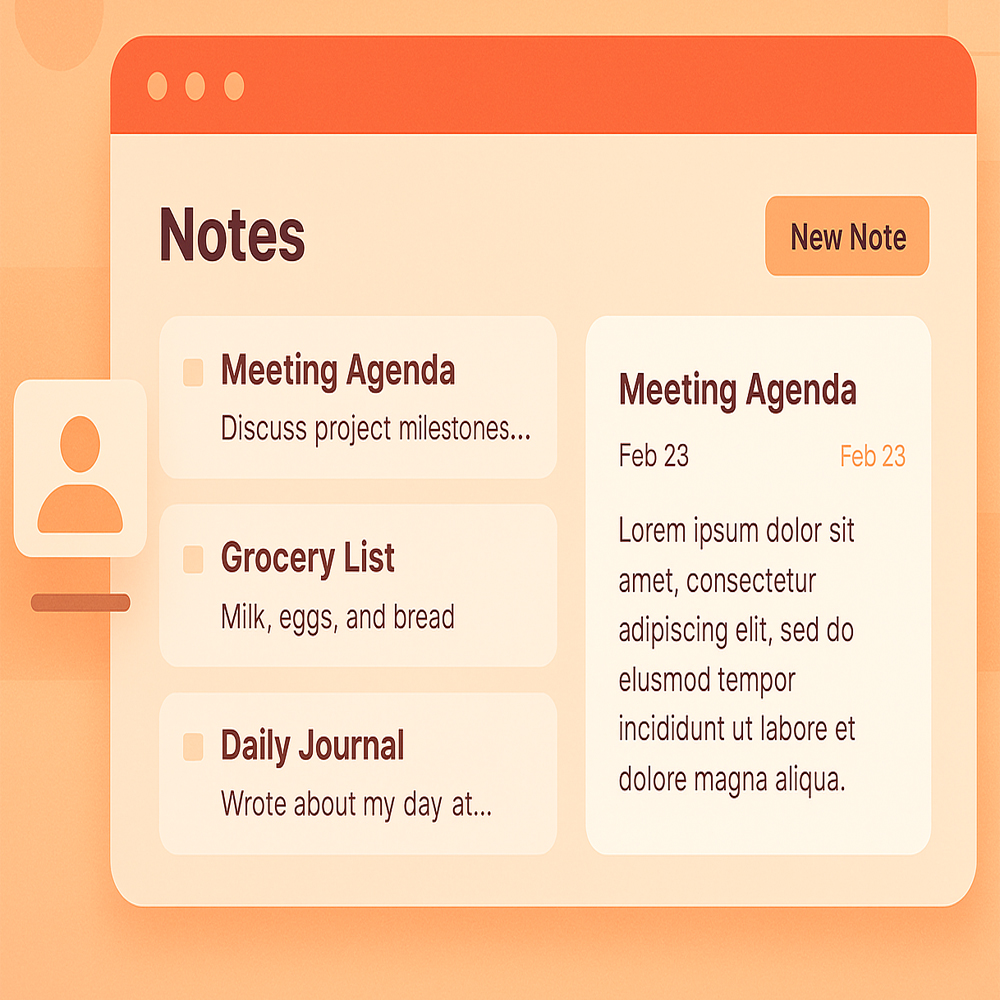 Notes
New Note
Meeting Agenda
Discuss project milestones...
Grocery List
Milk, eggs, and bread
Daily Journal
Wrote about my day at...
Meeting Agenda
Feb 23 Feb 23
Lorem ipsum dolor sit
amet, consectetur
adipiscing elit, sed do
elusmod tempor
incididunt ut labore et
dolore magna aliqua.